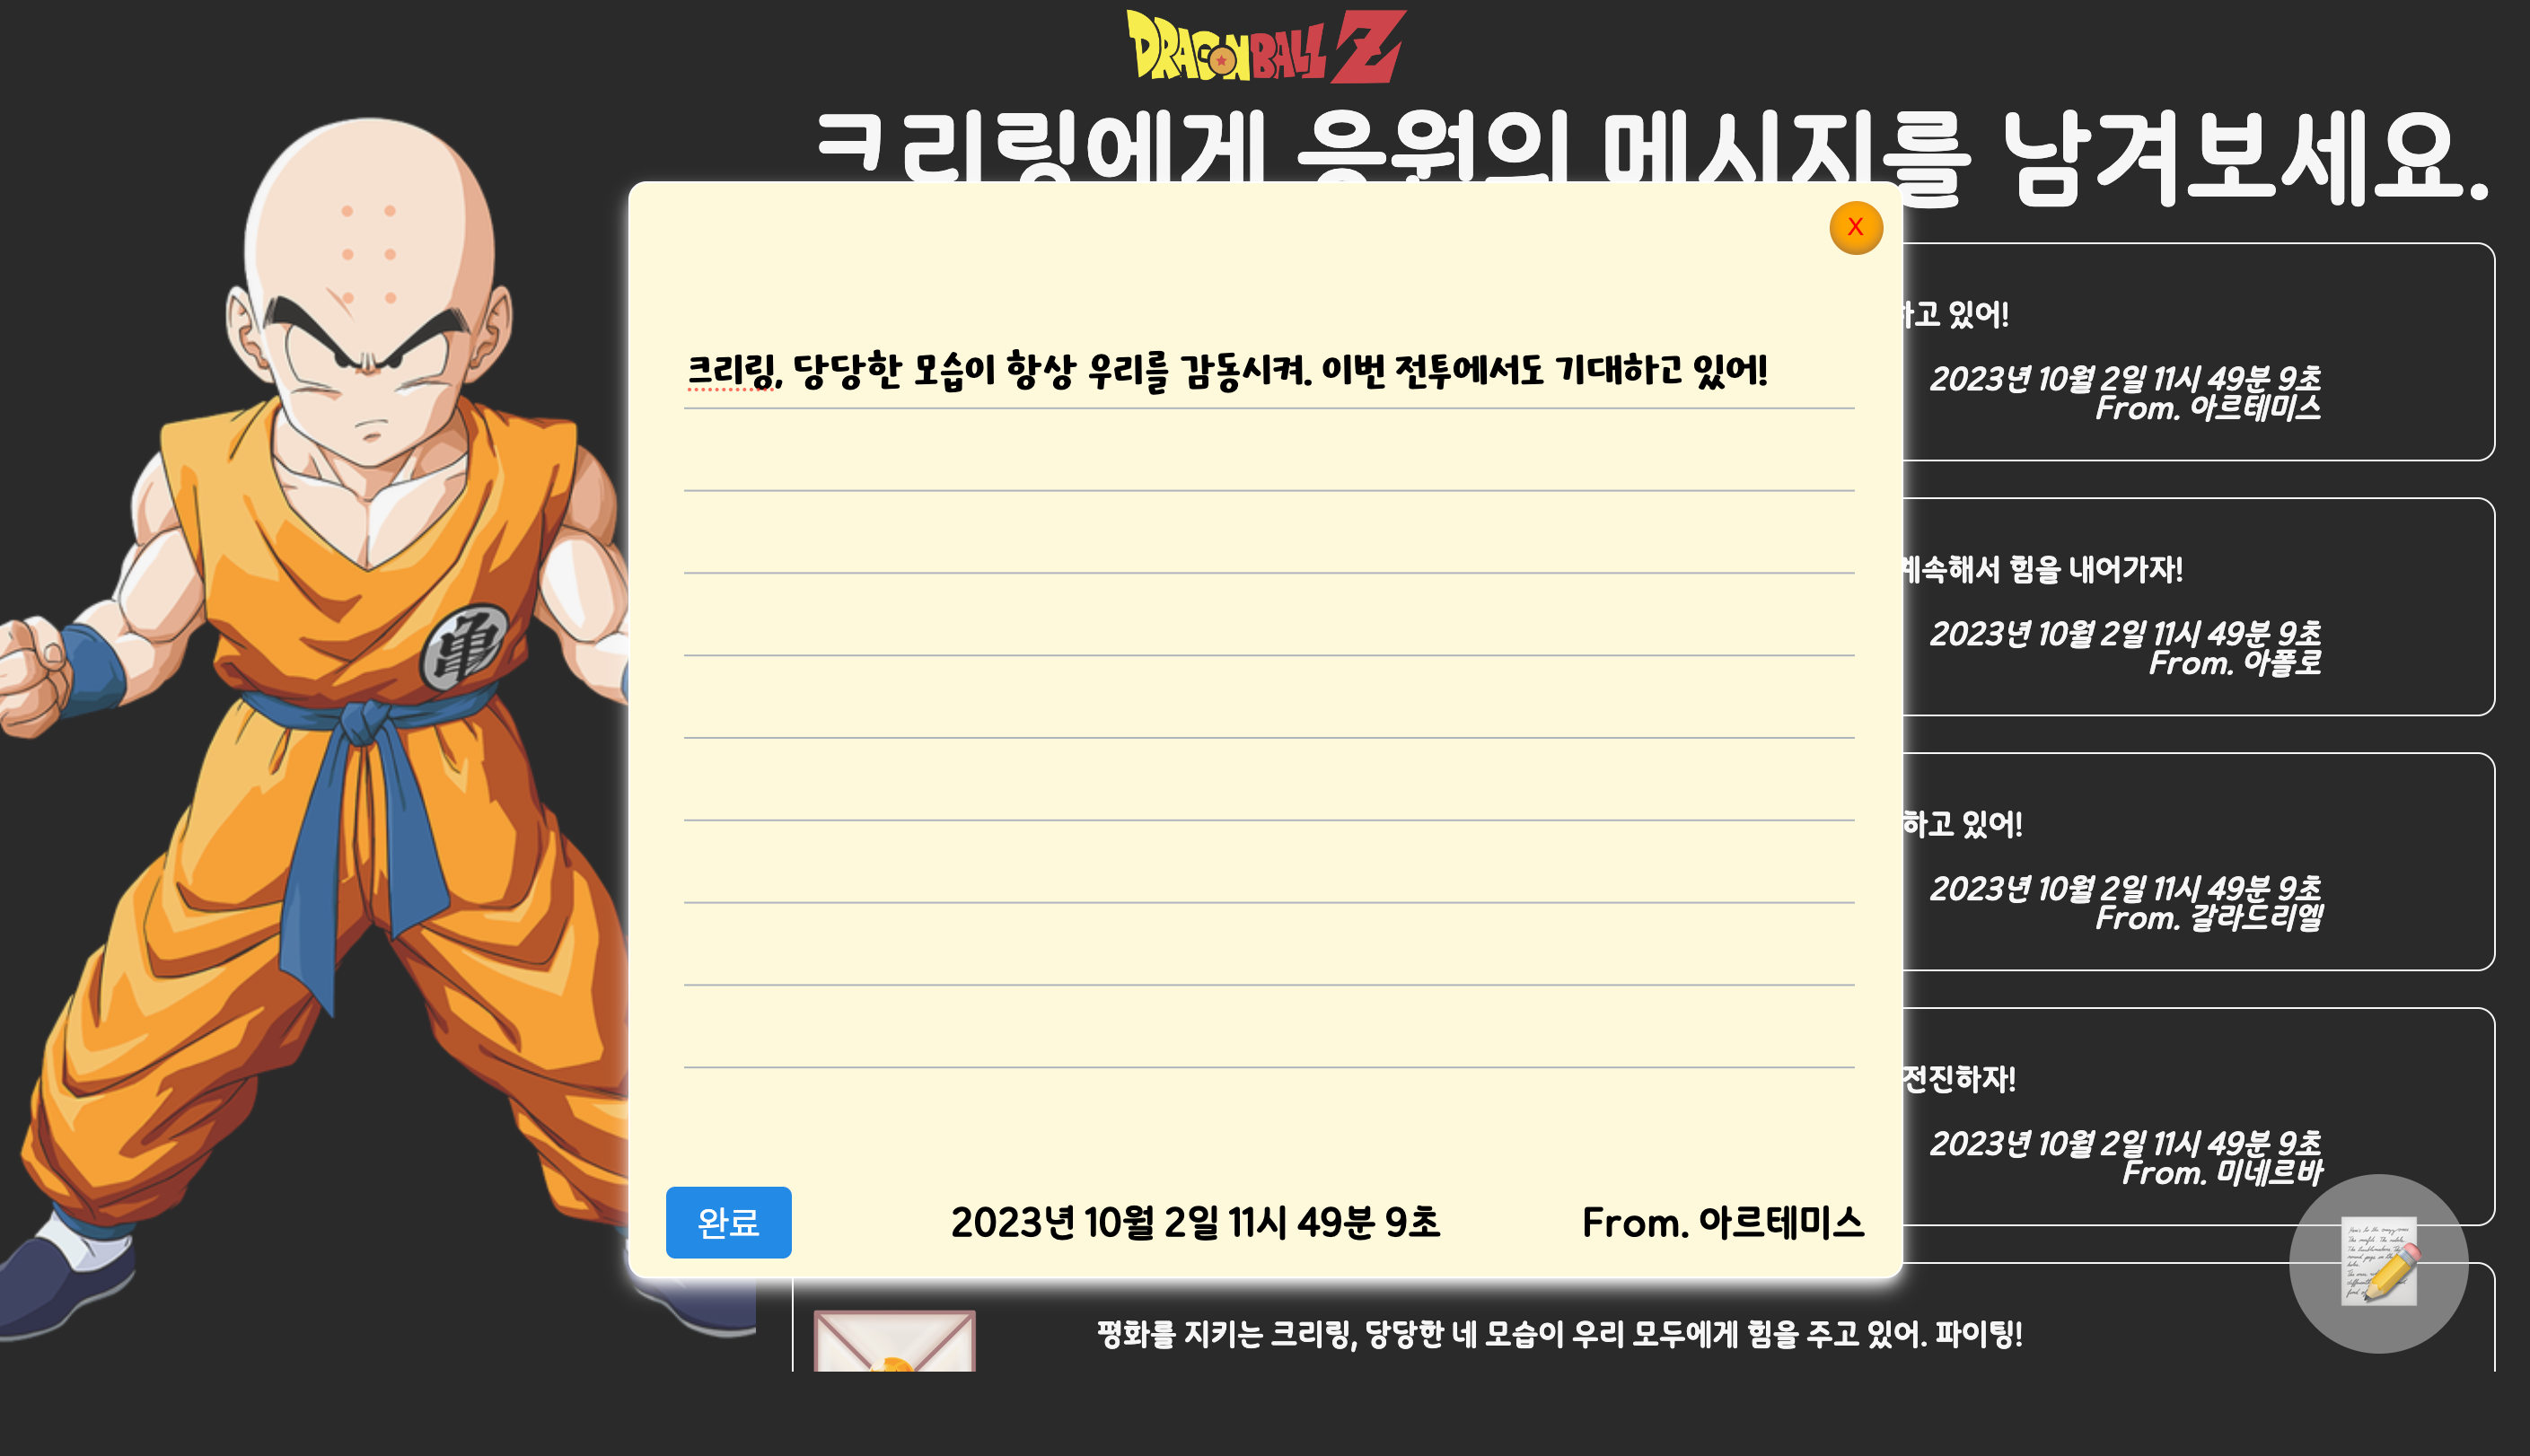 DRAGONBALL Z
크리링에게 응원의 메시지를 남겨보세요.
X
크리링, 당당한 모습이 항상 우리를 감동시켜. 이번 전투에서도 기대하고 있어!
완료
2023년 10월 2일 11시 49분 9초
From. 아르테미스
하고 있어!
2023년 10월 2일 11시 49분 9초
From. 아르테미스
계속해서 힘을 내어가자!
2023년 10월 2일 11시 49분 9초
From. 아폴로
하고 있어!
2023년 10월 2일 11시 49분 9초
From. 갈라드리엘
전진하자!
2023년 10월 2일 11시 49분 9초
From. 미네르바
평화를 지키는 크리링, 당당한 네 모습이 우리 모두에게 힘을 주고 있어. 파이팅!
亀